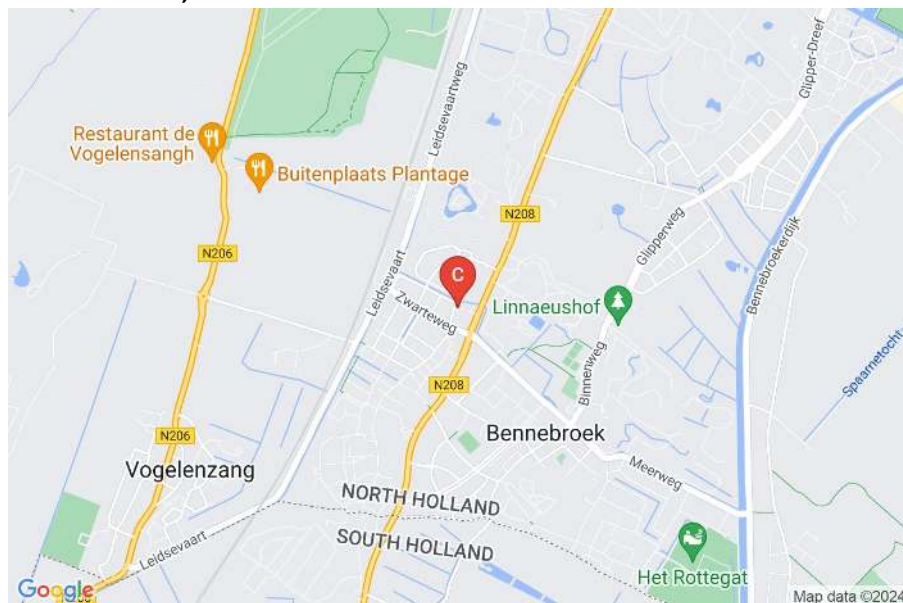 Glipper-Dreef
Leidsevaartweg
Restaurant de
Vogelensangh
Buitenplaats Plantage
N208
Glipperweg
Bennebroekerdijk
N206
Leidsevaart
C
Zwarteweg
Linnaeushof
Binnenweg
Spaarnetocht
N208
N206
Bennebroek
Vogelenzang
Meerweg
NORTH HOLLAND
SOUTH HOLLAND
Leidsevaart
Het Rottegat
Google
Map data ©2024